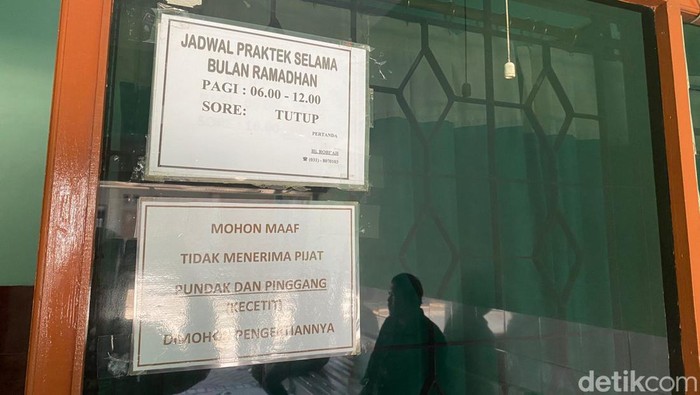 JADWAL PRAKTEK SELAMA
BULAN RAMADHAN
PAGI : 06.00 - 12.00
SORE: TUTUP
PERTANDA
MOHON MAAF
TIDAK MENERIMA PIJAT
PUNDAK DAN PINGGANG
(KECETIT)
DIMOHON PENGERTIANNYA
detikcom